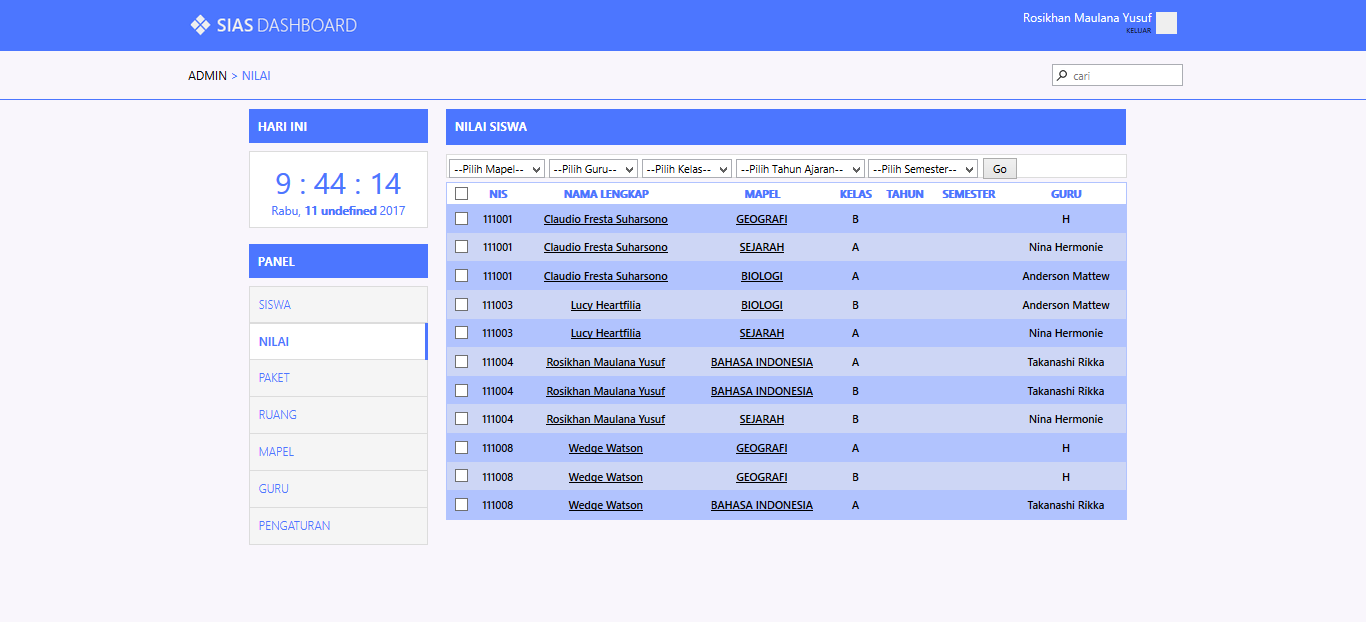 SIAS DASHBOARD
Rosikhan Maulana Yusuf
KELUAR
ADMIN > NILAI
cari
HARI INI
9 : 44 : 14
Rabu, 11 undefined 2017
PANEL
SISWA
NILAI
PAKET
RUANG
MAPEL
GURU
PENGATURAN
NILAI SISWA
--Pilih Mapel-- --Pilih Guru-- --Pilih Kelas-- --Pilih Tahun Ajaran-- --Pilih Semester-- Go
NIS NAMA LENGKAP MAPEL KELAS TAHUN SEMESTER GURU
111001 Claudio Fresta Suharsono GEOGRAFI B H
111001 Claudio Fresta Suharsono SEJARAH A Nina Hermonie
111001 Claudio Fresta Suharsono BIOLOGI A Anderson Mattew
111003 Lucy Heartfilia BIOLOGI B Anderson Mattew
111003 Lucy Heartfilia SEJARAH A Nina Hermonie
111004 Rosikhan Maulana Yusuf BAHASA INDONESIA A Takanashi Rikka
111004 Rosikhan Maulana Yusuf BAHASA INDONESIA B Takanashi Rikka
111004 Rosikhan Maulana Yusuf SEJARAH B Nina Hermonie
111008 Wedge Watson GEOGRAFI A H
111008 Wedge Watson GEOGRAFI B H
111008 Wedge Watson BAHASA INDONESIA A Takanashi Rikka